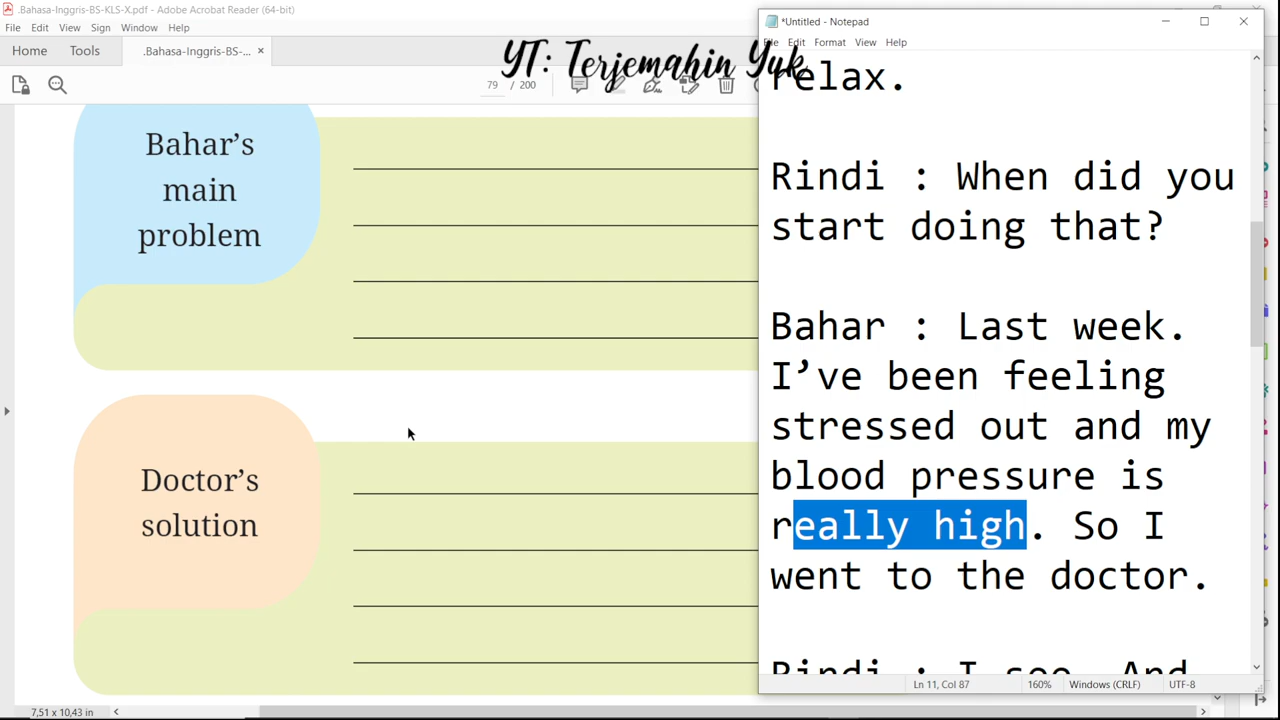 .Bahasa-Inggris-BS-KLS-X.pdf - Adobe Acrobat Reader (64-bit)
File Edit View Sign Window Help
Home Tools .Bahasa-Inggris-BS-... ×
YT: Terjemahin Yuk
79 / 200
Bahar's
main
problem
Doctor's
solution
7,51 x 10,43 in
*Untitled - Notepad
File Edit Format View Help
relax.
Rindi : When did you
start doing that?
Bahar : Last week.
I've been feeling
stressed out and my
blood pressure is
really high. So I
went to the doctor.
Rindi : I see. And
Ln 11, Col 87 160% Windows (CRLF) UTF-8